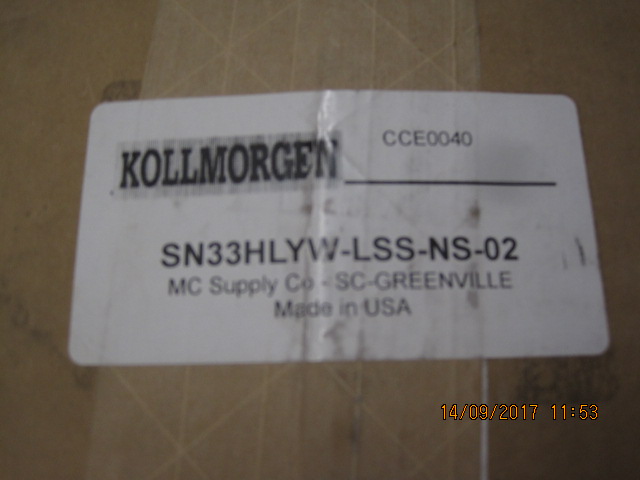 CCE0040
KOLLMORGEN
SN33HLYW-LSS-NS-02
MC Supply Co - SC-GREENVILLE
Made in USA
14/09/2017 11:53